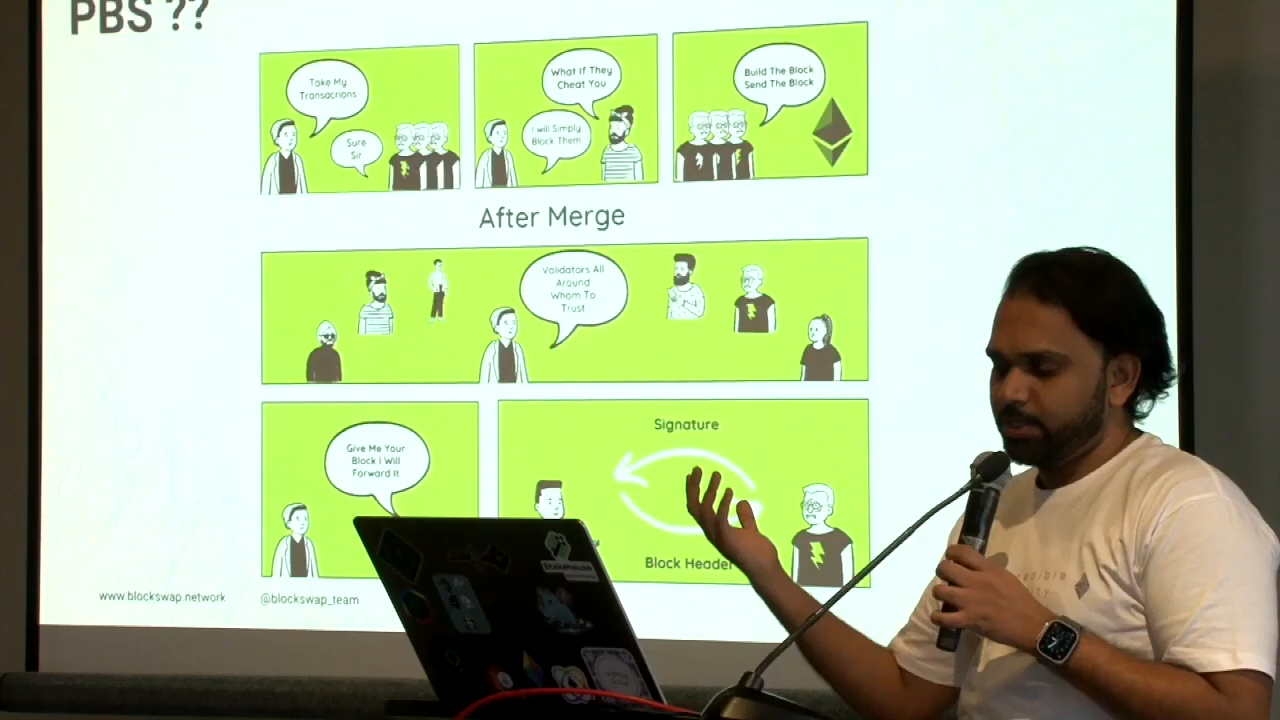 PBS ??
Take My
Transacrions
Sure
Sir
What If They
Cheat You
I will Simply
Block Them
Build The Block
Send The Block
After Merge
Validators All
Around
Whom To
Trust
Give Me Your
Block I Will
Forward It
Signature
Block Header
www.blockswap.network
@blockswap_team
Stakehouse